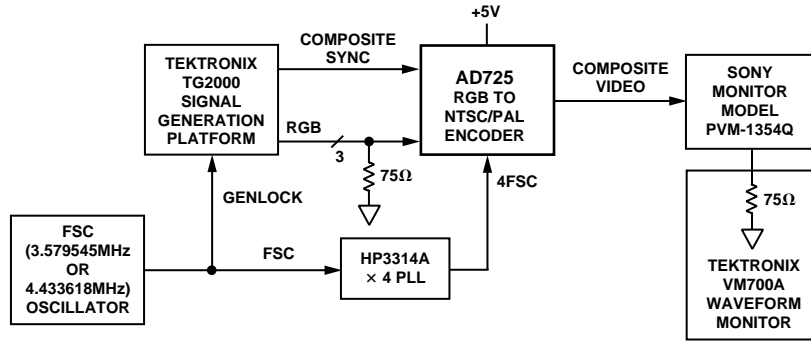 +5V
TEKTRONIX
TG2000
SIGNAL
GENERATION
PLATFORM
COMPOSITE
SYNC
RGB
3
75Ω
AD725
RGB TO
NTSC/PAL
ENCODER
COMPOSITE
VIDEO
SONY
MONITOR
MODEL
PVM-1354Q
GENLOCK
4FSC
75Ω
FSC
(3.579545MHz
OR
4.433618MHz)
OSCILLATOR
FSC
HP3314A
× 4 PLL
TEKTRONIX
VM700A
WAVEFORM
MONITOR